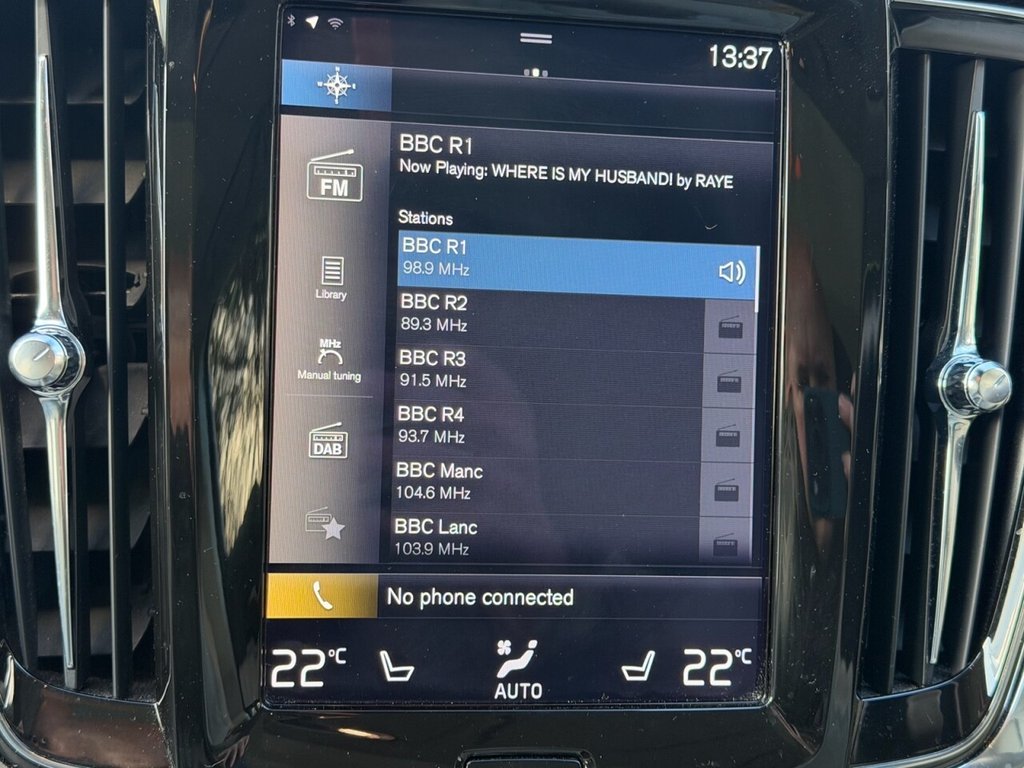 13:37
BBC R1
Now Playing: WHERE IS MY HUSBAND! by RAYE
FM
Stations
BBC R1
98.9 MHz
Library
BBC R2
89.3 MHz
MHz
Manual tuning
BBC R3
91.5 MHz
DAB
BBC R4
93.7 MHz
BBC Manc
104.6 MHz
BBC Lanc
103.9 MHz
No phone connected
22°C
AUTO
22°C